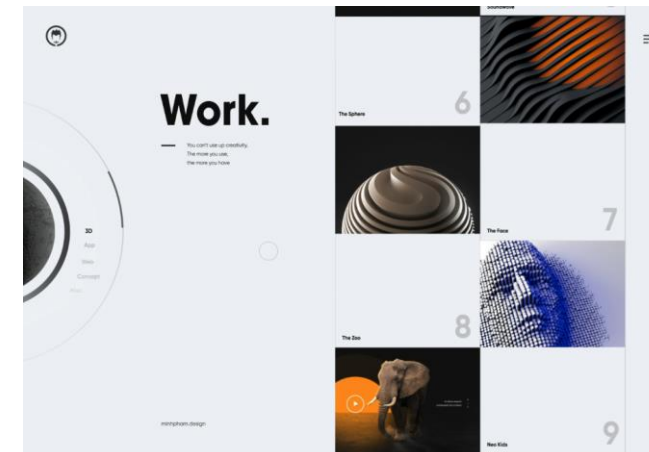 Work.
You can't use up creativity.
The more you use,
the more you have
3D
App
Web
Concept
minhpham.design
Soundwave
The Sphere
6
The Face
7
The Zoo
8
Neo Kids
9